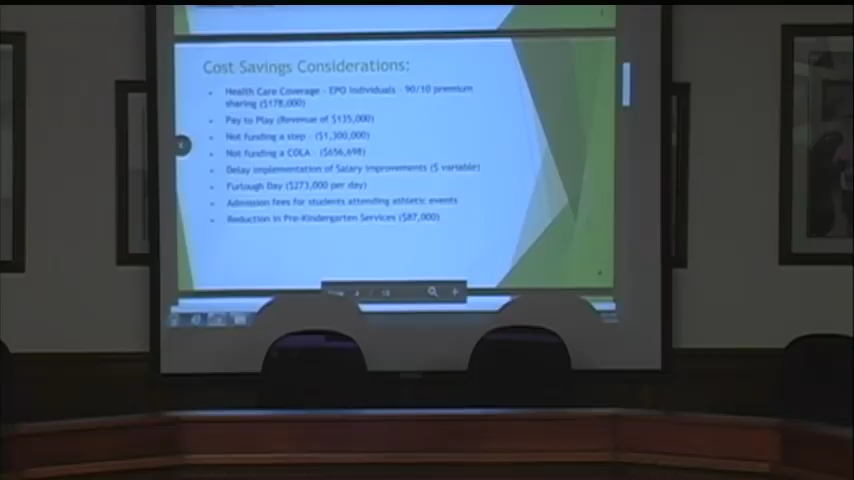 Cost Savings Considerations:
Health Care Coverage - EPO Individuals - 90/10 premium
sharing ($178,000)
Pay to Play (Revenue of $135,000)
Not funding a step - ($1,300,000)
Not funding a COLA - ($656,698)
Delay implementation of Salary Improvements ($ variable)
Furlough Day ($273,000 per day)
Admission fees for students attending athletic events
Reduction in Pre-Kindergarten Services ($87,000)